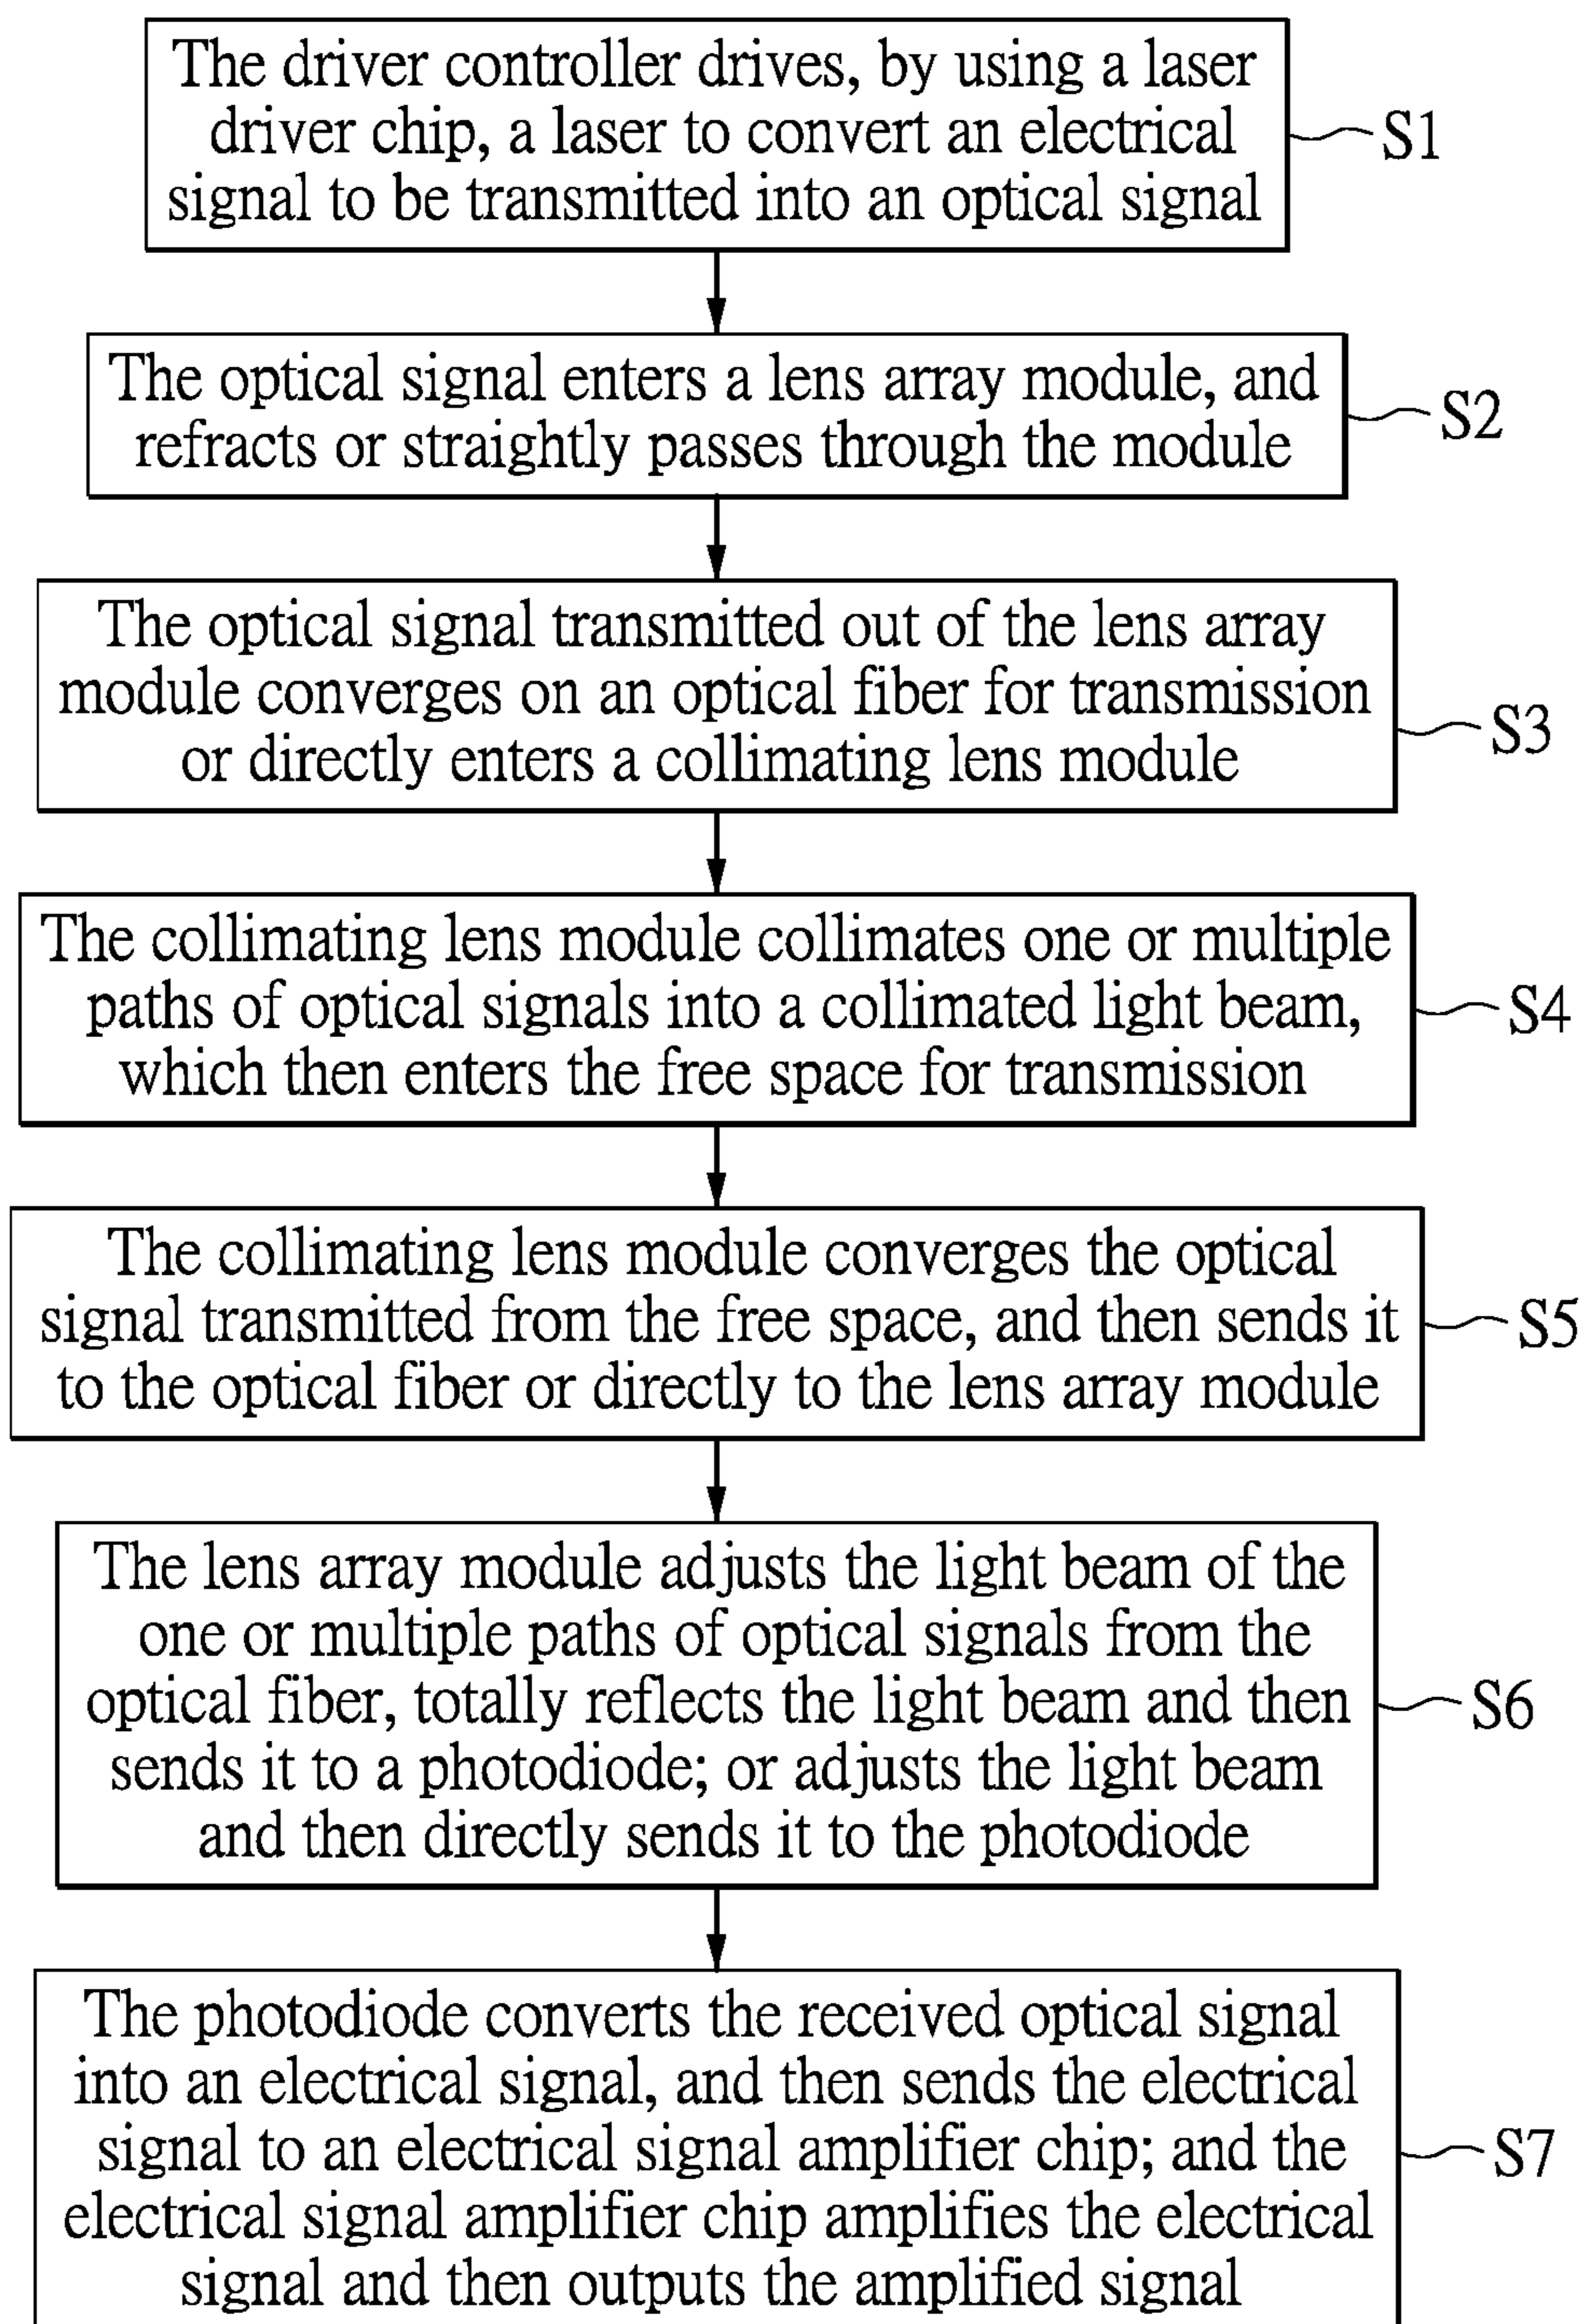 The driver controller drives, by using a laser
driver chip, a laser to convert an electrical
signal to be transmitted into an optical signal
S1
The optical signal enters a lens array module, and
refracts or straightly passes through the module
S2
The optical signal transmitted out of the lens array
module converges on an optical fiber for transmission
or directly enters a collimating lens module
S3
The collimating lens module collimates one or multiple
paths of optical signals into a collimated light beam,
which then enters the free space for transmission
S4
The collimating lens module converges the optical
signal transmitted from the free space, and then sends it
to the optical fiber or directly to the lens array module
S5
The lens array module adjusts the light beam of the
one or multiple paths of optical signals from the
optical fiber, totally reflects the light beam and then
sends it to a photodiode; or adjusts the light beam
and then directly sends it to the photodiode
S6
The photodiode converts the received optical signal
into an electrical signal, and then sends the electrical
signal to an electrical signal amplifier chip; and the
electrical signal amplifier chip amplifies the electrical
signal and then outputs the amplified signal
S7